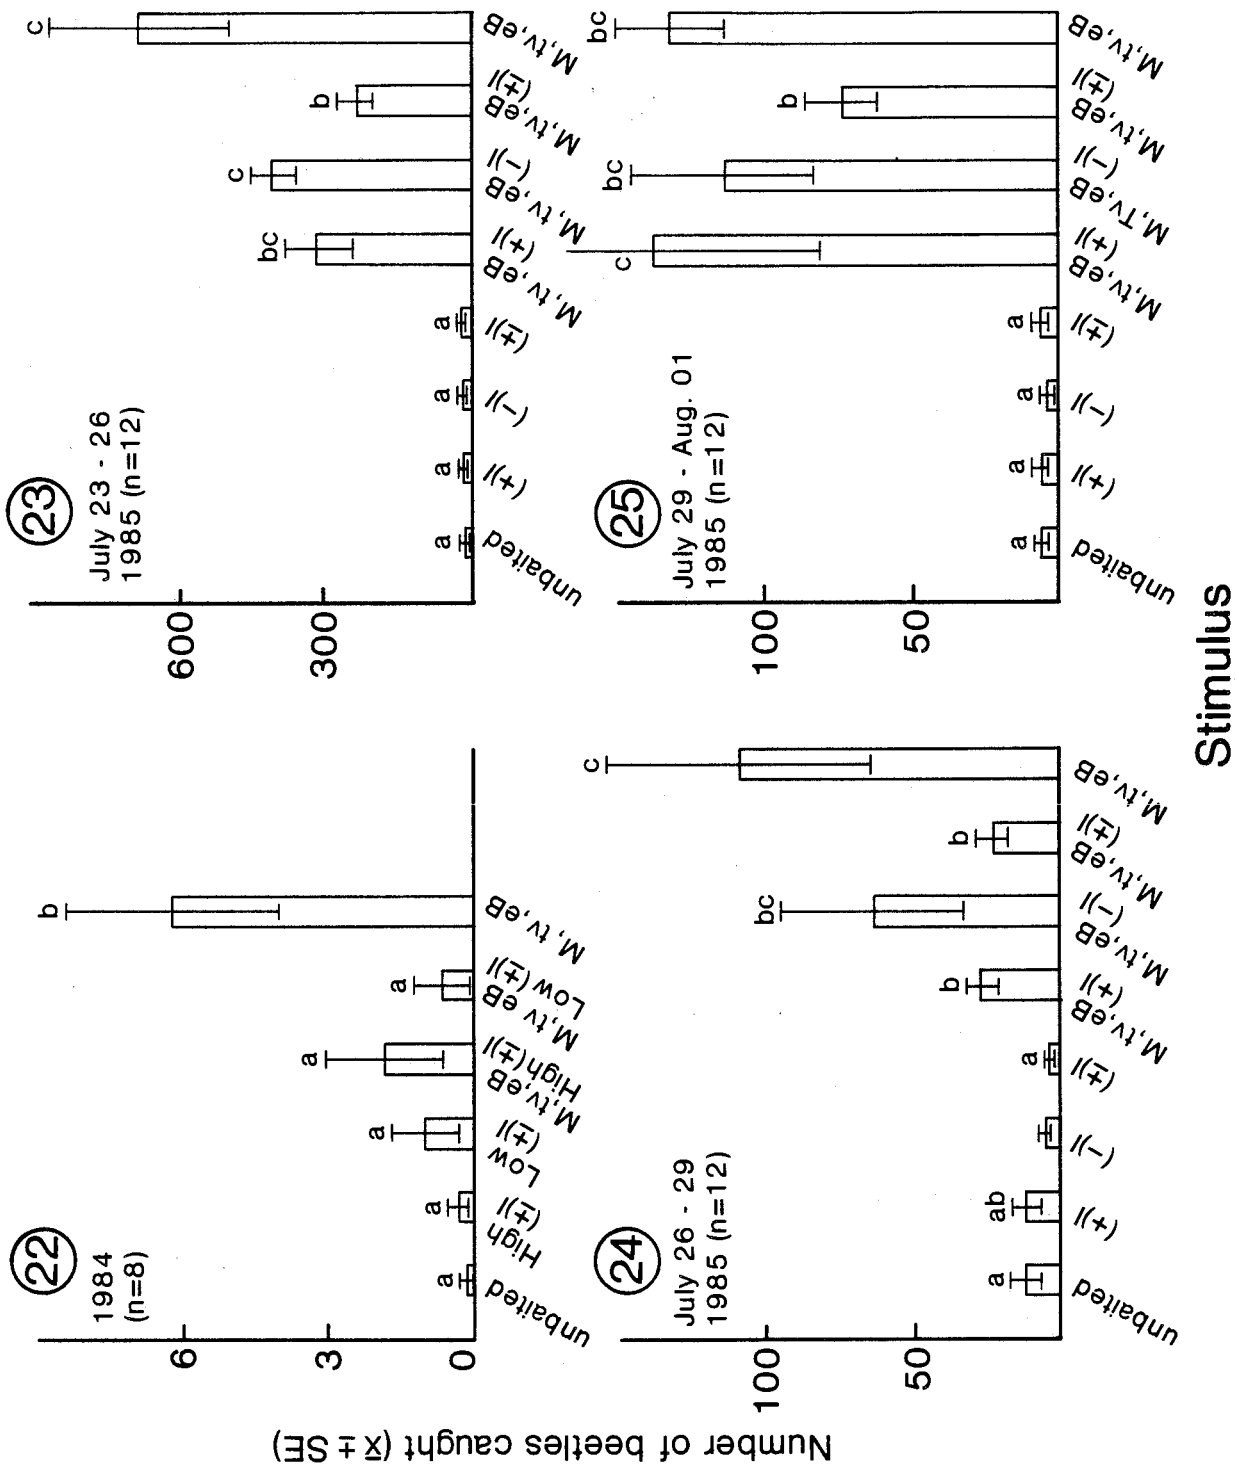 Number of beetles caught (x̄ ± SE)
22
1984
(n=8)
6
3
0
b
a
a
a
a
a
unbaited
High
(±)I
Low
(±)I
M,tv,eB
High(±)I
M,tv eB
Low(±)I
M,tv,eB
23
July 23 - 26
1985 (n=12)
600
300
a
a
a
a
bc
c
b
c
unbaited
(+)I
(−)I
(±)I
M,tv,eB
(+)I
M,tv,eB
(−)I
M,tv,eB
(±)I
M,tv,eB
24
July 26 - 29
1985 (n=12)
100
50
a
ab
a
b
bc
b
c
unbaited
(+)I
(−)I
(±)I
M,tv,eB
(+)I
M,tv,eB
(−)I
M,tv,eB
(±)I
M,tv,eB
25
July 29 - Aug. 01
1985 (n=12)
100
50
a
a
a
a
c
bc
b
bc
unbaited
(+)I
(−)I
(±)I
M,tv,eB
(+)I
M,Tv,eB
(−)I
M,tv,eB
(±)I
M,tv,eB
Stimulus